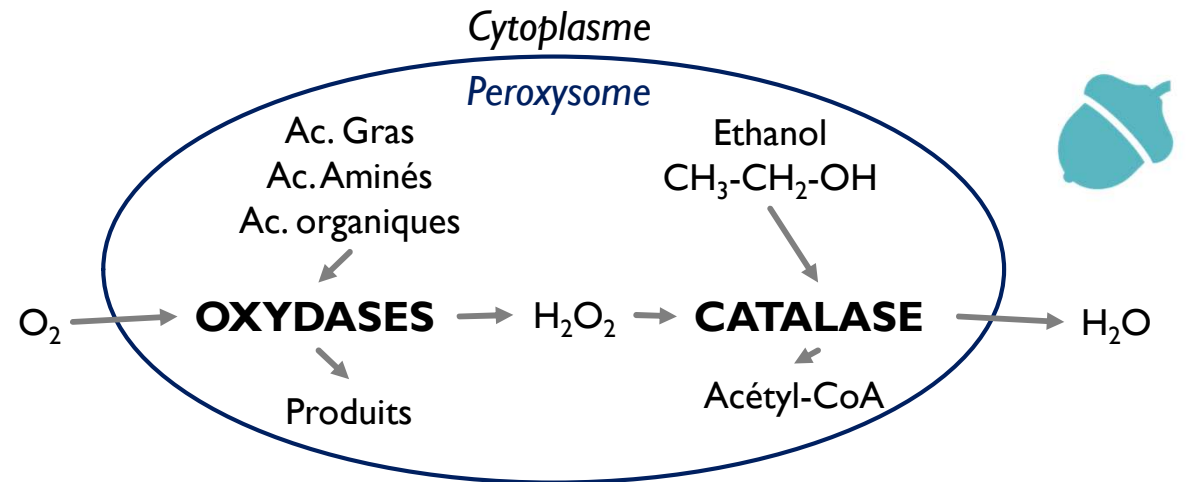 Cytoplasme
Peroxysome
Ac. Gras
Ac. Aminés
Ac. organiques
Ethanol
CH₃-CH₂-OH
O₂
OXYDASES
H₂O₂
CATALASE
H₂O
Produits
Acétyl-CoA